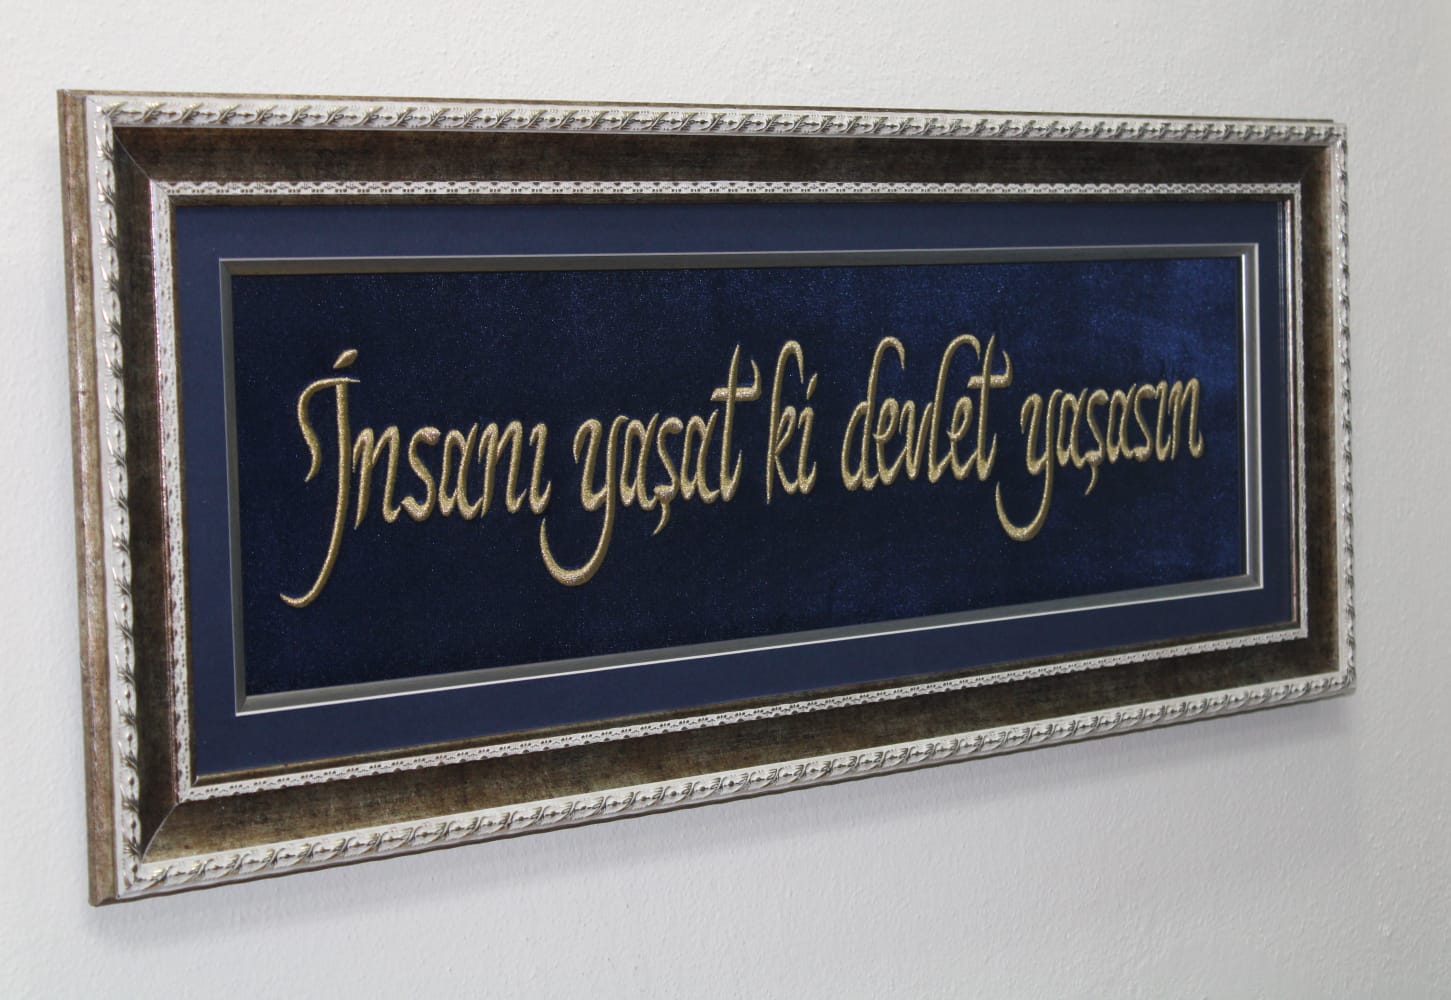 İnsanı yaşat ki devlet yaşasın